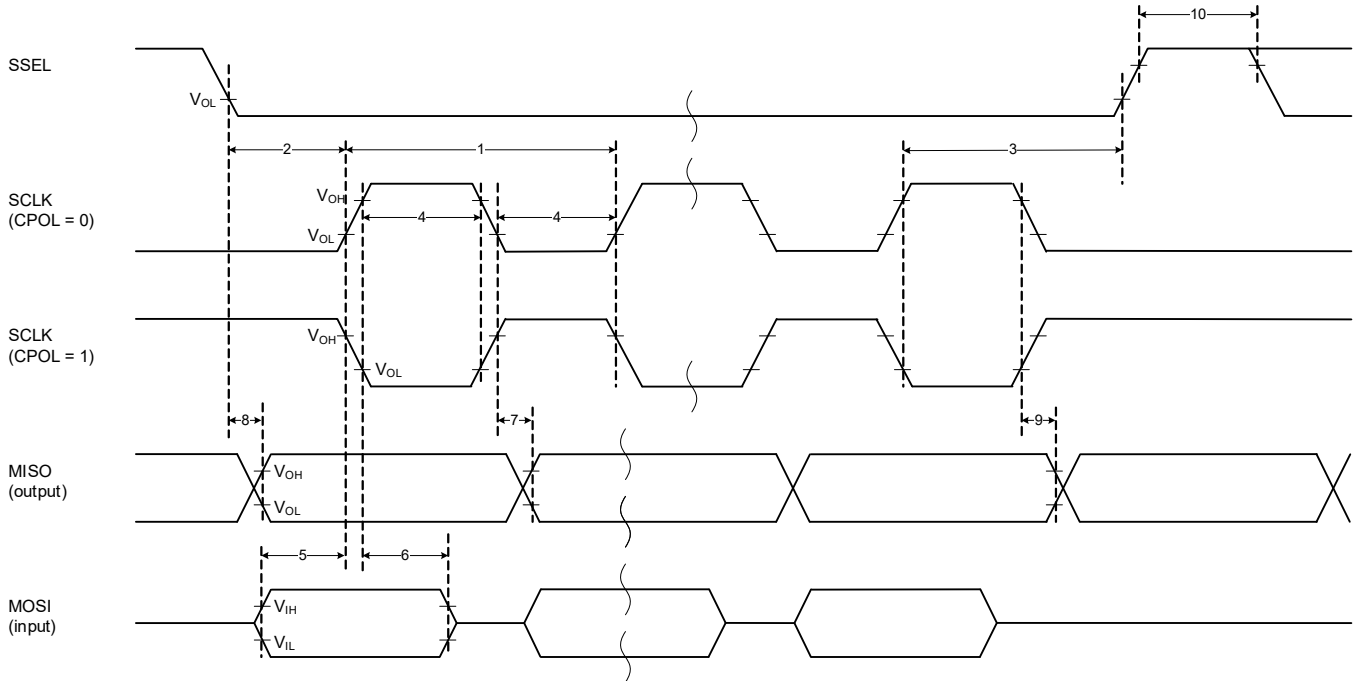 10
SSEL
VOL
2
1
3
SCLK
(CPOL = 0)
VOH
4
4
VOL
SCLK
(CPOL = 1)
VOH
VOL
8
7
9
MISO
(output)
VOH
VOL
5
6
MOSI
(input)
VIH
VIL